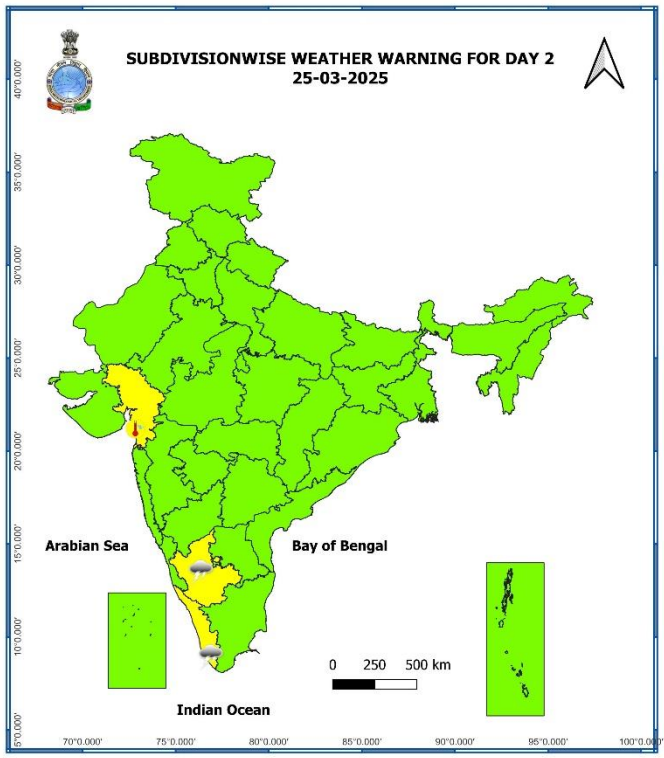 SUBDIVISIONWISE WEATHER WARNING FOR DAY 2
25-03-2025
40°0.000'
35°0.000'
30°0.000'
25°0.000'
20°0.000'
15°0.000'
10°0.000'
5°0.000'
Arabian Sea
Bay of Bengal
0 250 500 km
Indian Ocean
70°0.000' 75°0.000' 80°0.000' 85°0.000' 90°0.000' 95°0.000' 100°0.000'